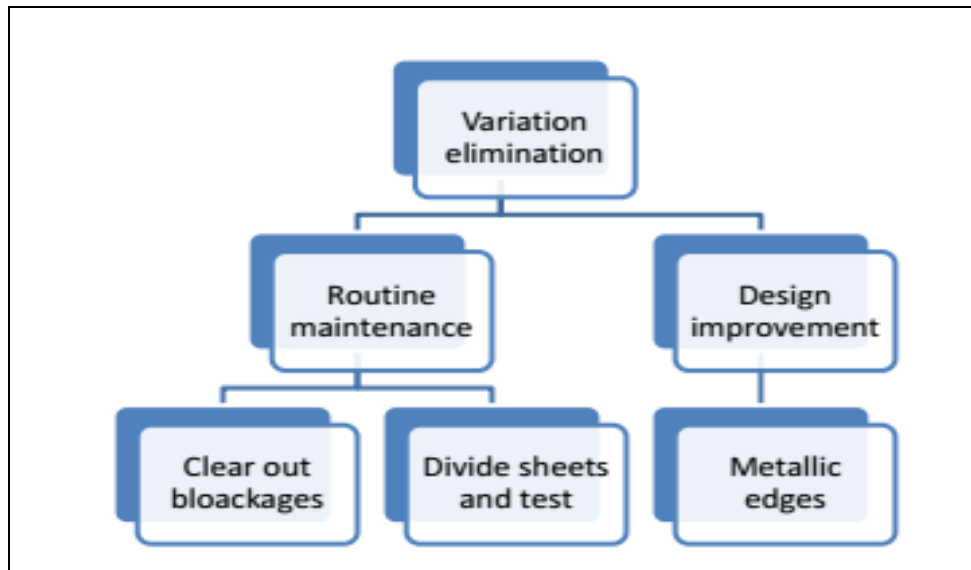 Variation
elimination
Routine
maintenance
Design
improvement
Clear out
bloackages
Divide sheets
and test
Metallic
edges